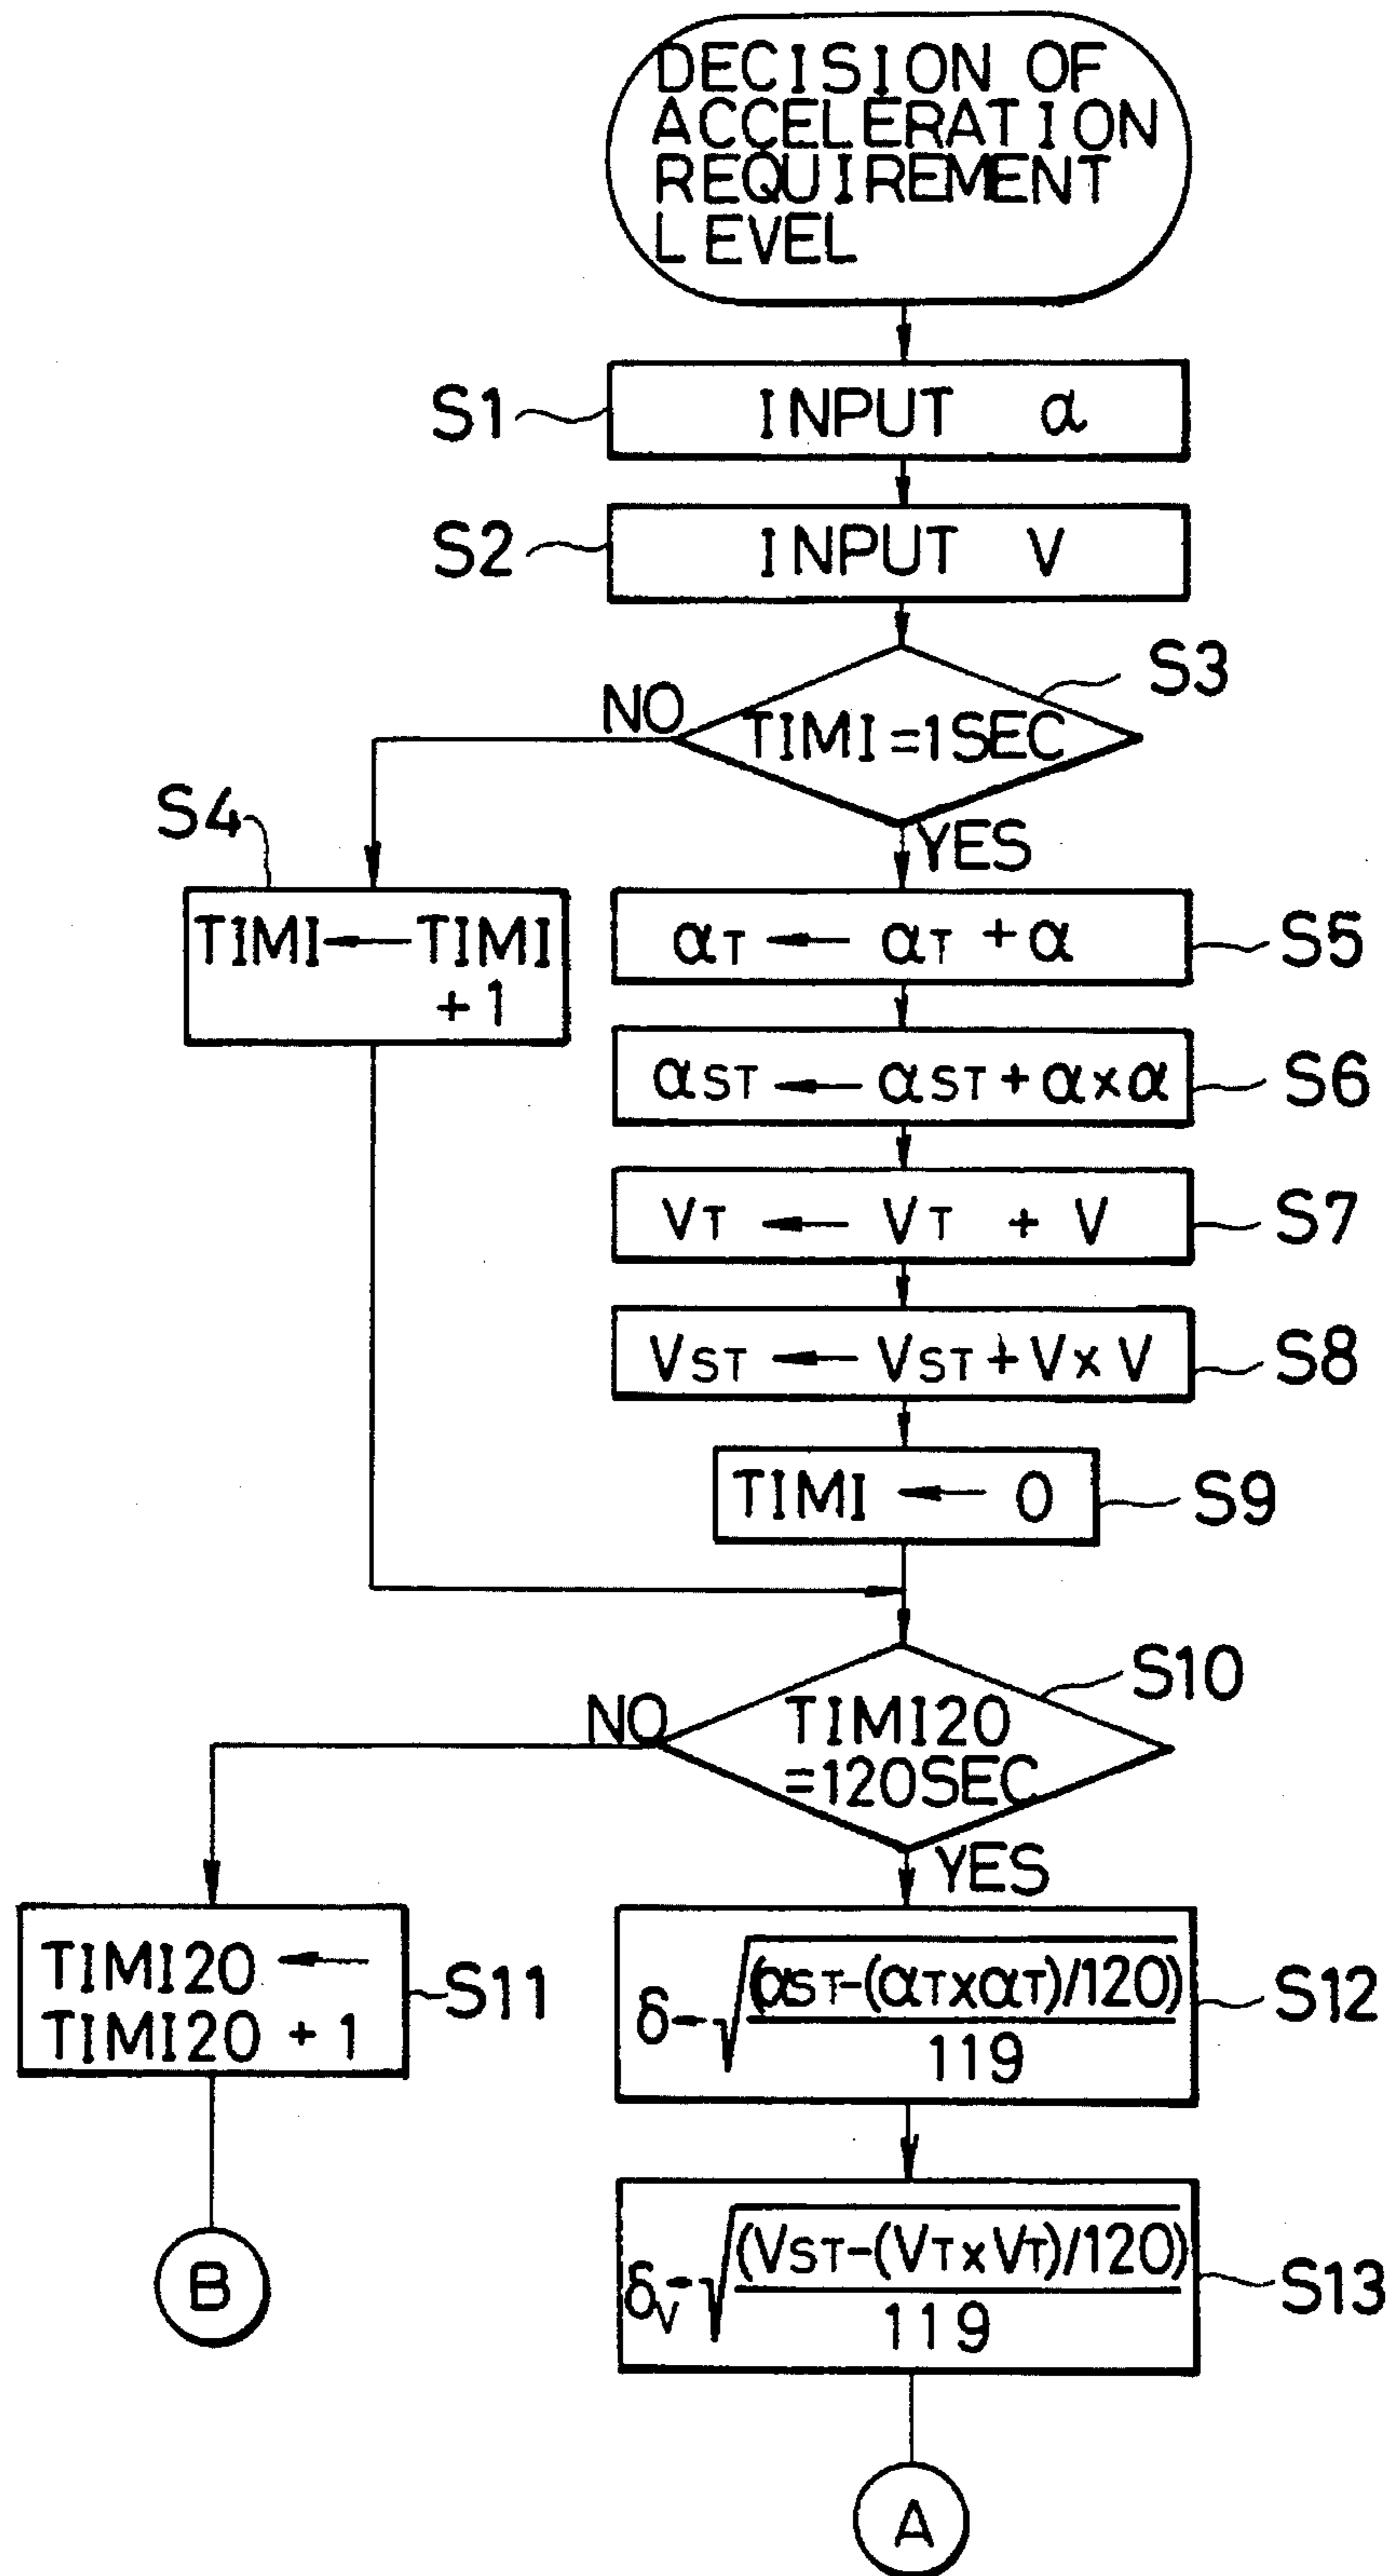 DECISION OF
ACCELERATION
REQUIREMENT
LEVEL
S1
INPUT α
S2
INPUT V
S3
NO
TIMI=1SEC
YES
S4
TIMI←TIMI
+1
αT ← αT + α
S5
αST ← αST + α×α
S6
VT ← VT + V
S7
VST ← VST + V×V
S8
TIMI ← 0
S9
S10
NO
TIMI20
=120SEC
YES
TIMI20 ←
TIMI20 + 1
S11
δ←√(αST-(αT×αT)/120)
119
S12
δV←√(VST-(VT×VT)/120)
119
S13
B
A